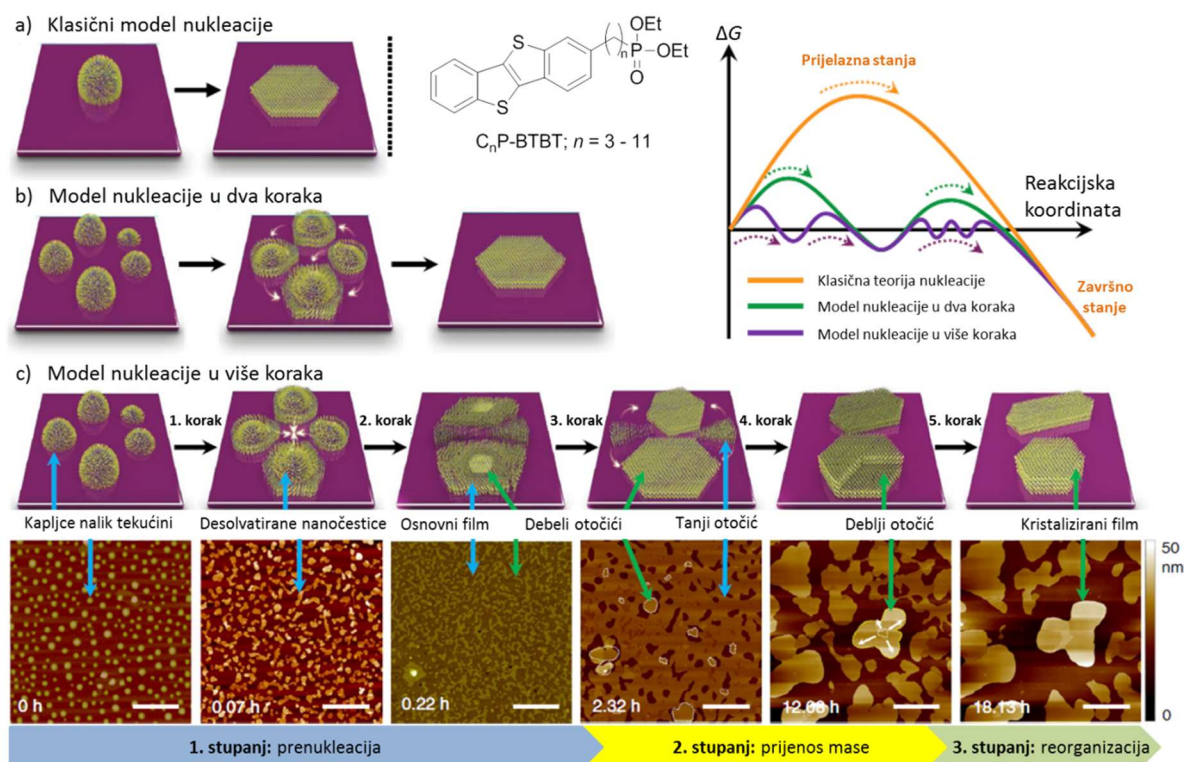 a) Klasični model nukleacije
S
S
( )n
P
OEt
OEt
O
CnP-BTBT; n = 3 - 11
ΔG
Prijelazna stanja
Reakcijska
koordinata
Klasična teorija nukleacije
Model nukleacije u dva koraka
Model nukleacije u više koraka
Završno
stanje
b) Model nukleacije u dva koraka
c) Model nukleacije u više koraka
1. korak
2. korak
3. korak
4. korak
5. korak
Kapljce nalik tekućini
Desolvatirane nanočestice
Osnovni film
Debeli otočići
Tanji otočić
Deblji otočić
Kristalizirani film
0 h
0.07 h
0.22 h
2.32 h
12.08 h
18.13 h
50
nm
0
1. stupanj: prenukleacija
2. stupanj: prijenos mase
3. stupanj: reorganizacija